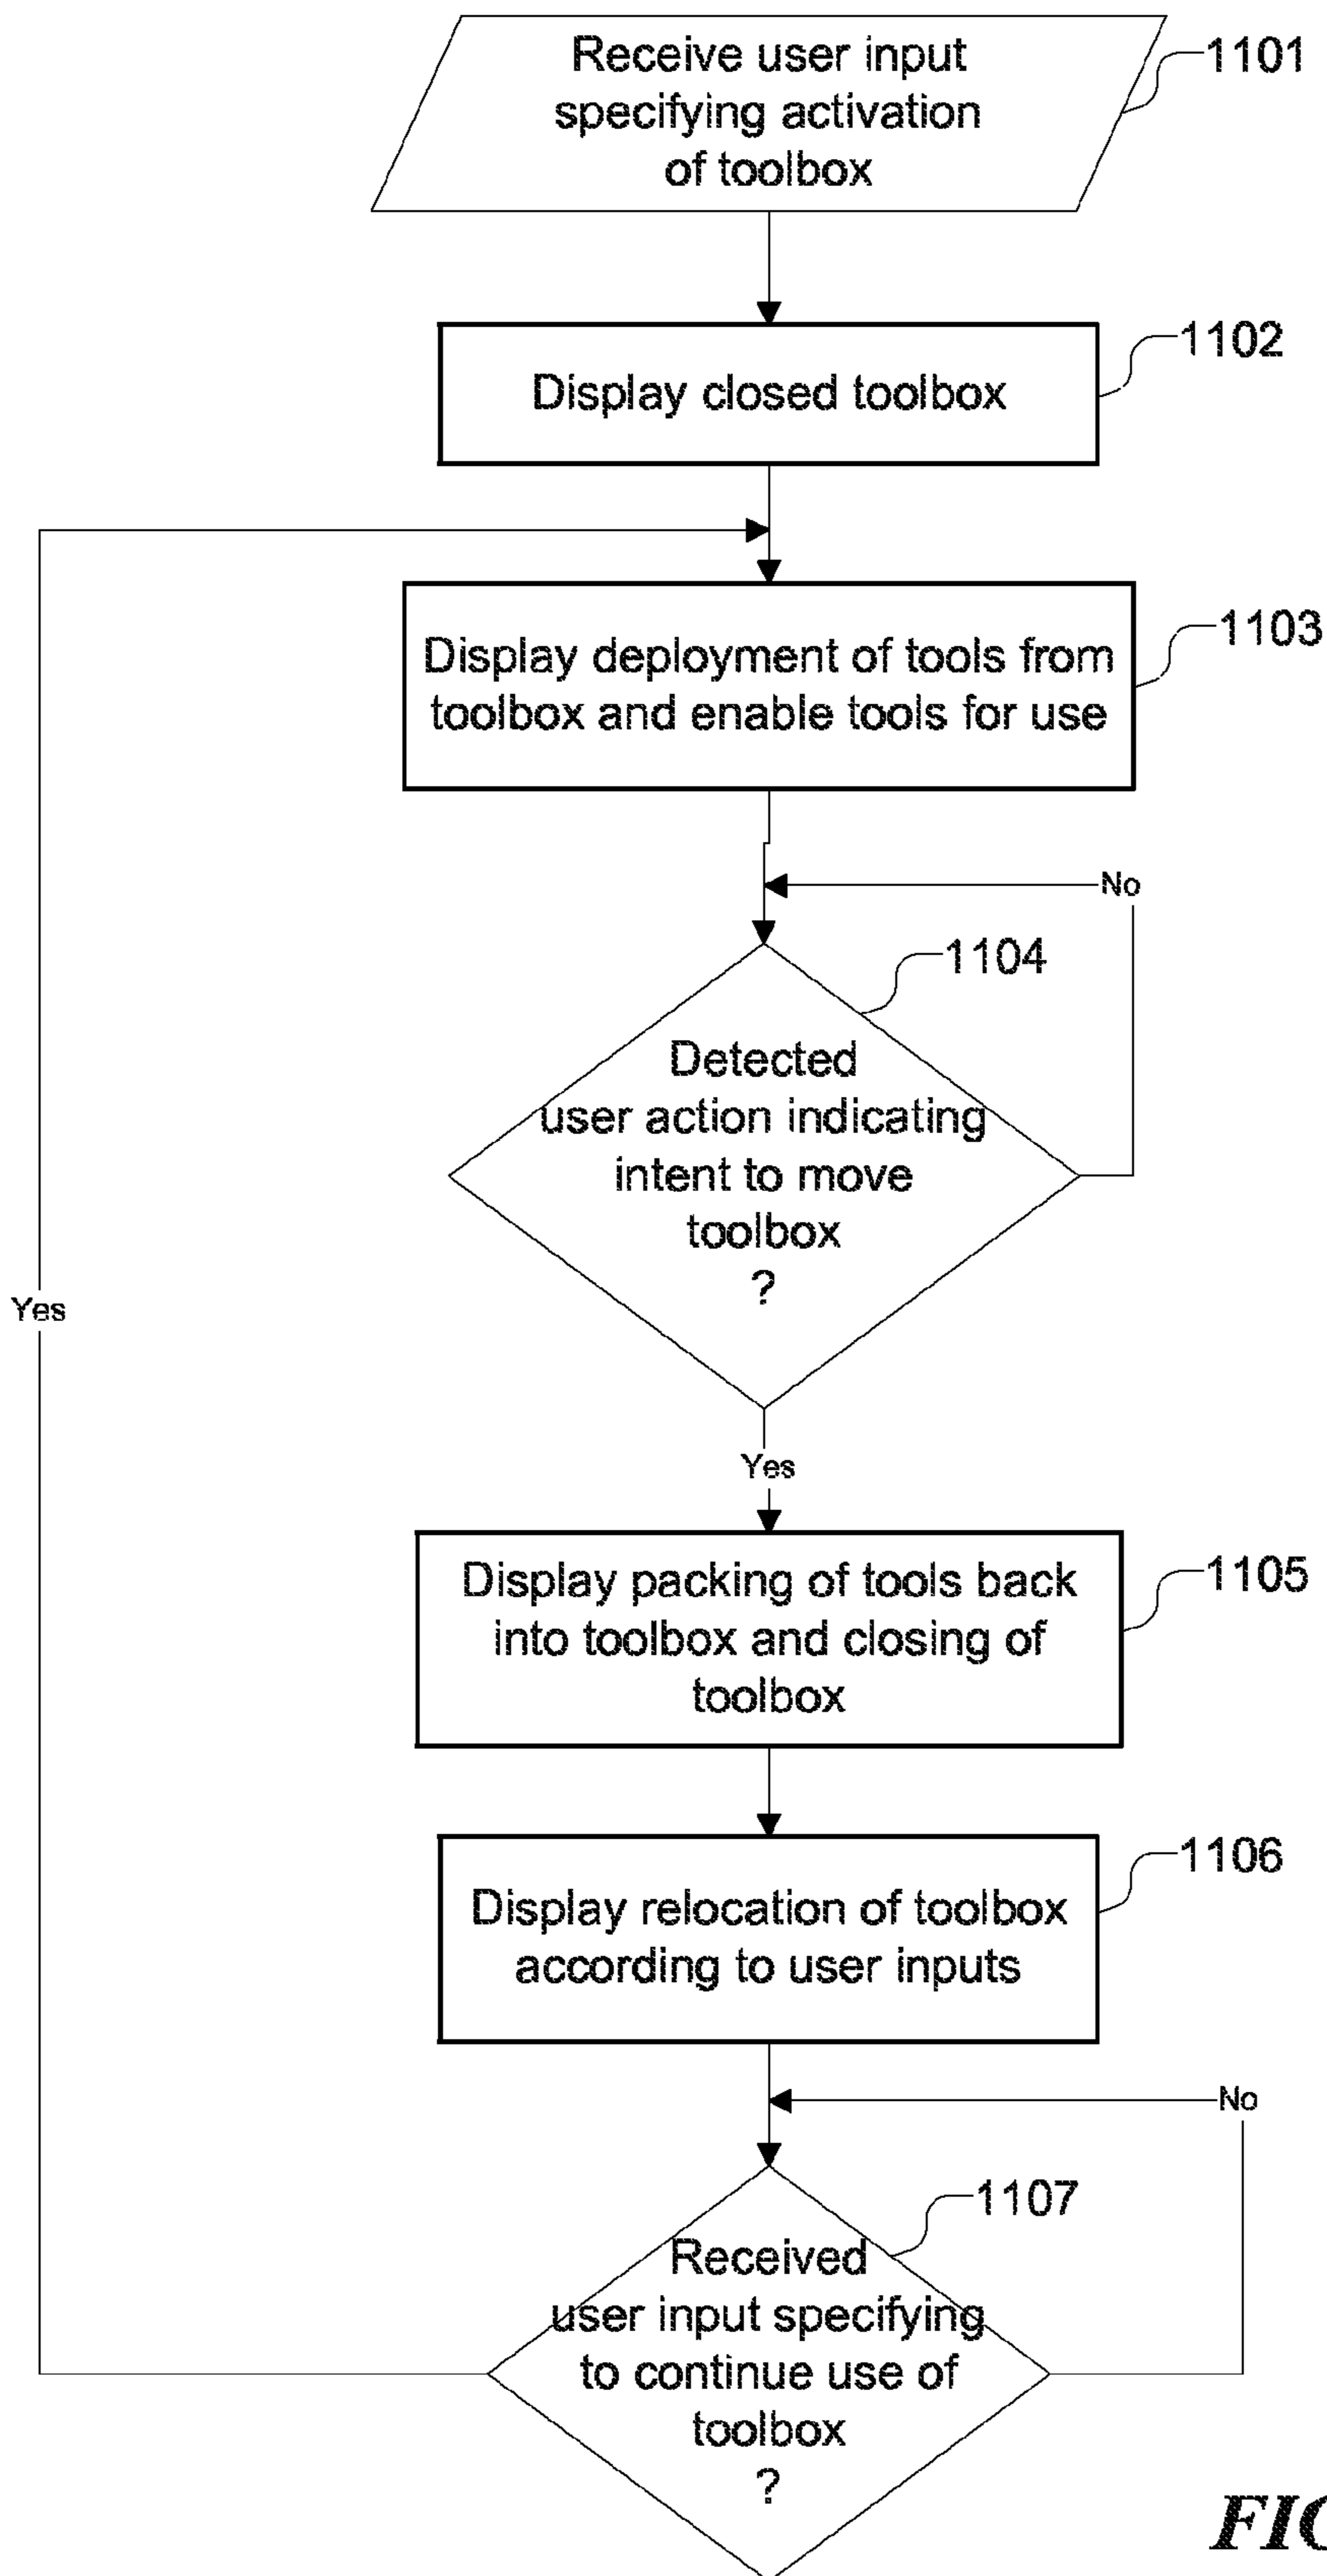 Receive user input
specifying activation
of toolbox
1101
Display closed toolbox
1102
Display deployment of tools from
toolbox and enable tools for use
1103
No
1104
Detected
user action indicating
intent to move
toolbox
?
Yes
Yes
Display packing of tools back
into toolbox and closing of
toolbox
1105
Display relocation of toolbox
according to user inputs
1106
No
1107
Received
user input specifying
to continue use of
toolbox
?